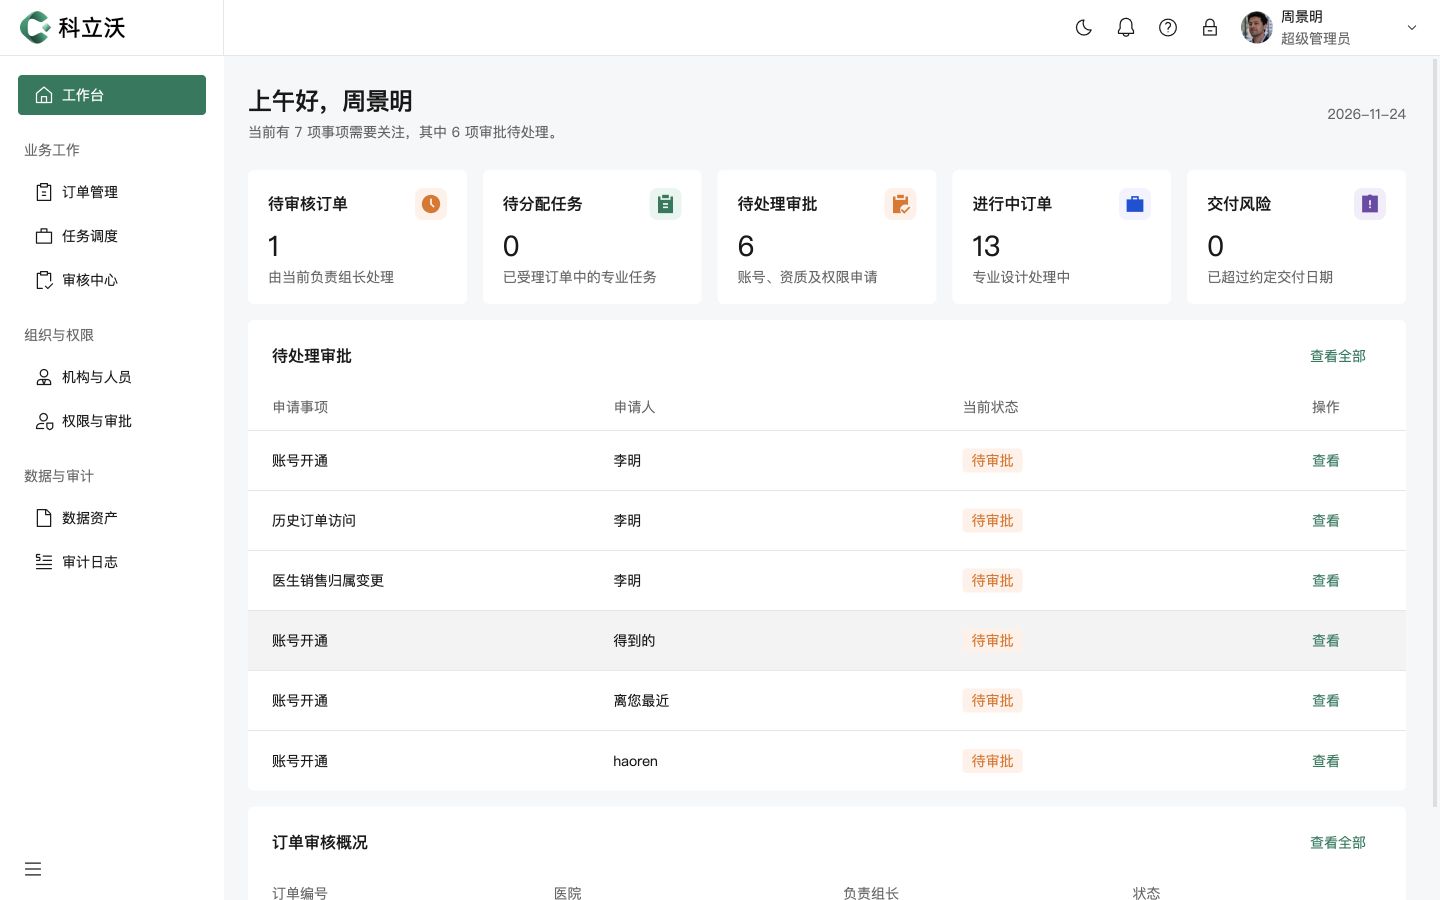 科立沃
周景明
超级管理员
工作台
业务工作
订单管理
任务调度
审核中心
组织与权限
机构与人员
权限与审批
数据与审计
数据资产
审计日志
上午好，周景明
当前有 7 项事项需要关注，其中 6 项审批待处理。
2026-11-24
待审核订单
1
由当前负责组长处理
待分配任务
0
已受理订单中的专业任务
待处理审批
6
账号、资质及权限申请
进行中订单
13
专业设计处理中
交付风险
0
已超过约定交付日期
待处理审批 查看全部
申请事项 申请人 当前状态 操作
账号开通 李明 待审批 查看
历史订单访问 李明 待审批 查看
医生销售归属变更 李明 待审批 查看
账号开通 得到的 待审批 查看
账号开通 离您最近 待审批 查看
账号开通 haoren 待审批 查看
订单审核概况 查看全部
订单编号 医院 负责组长 状态